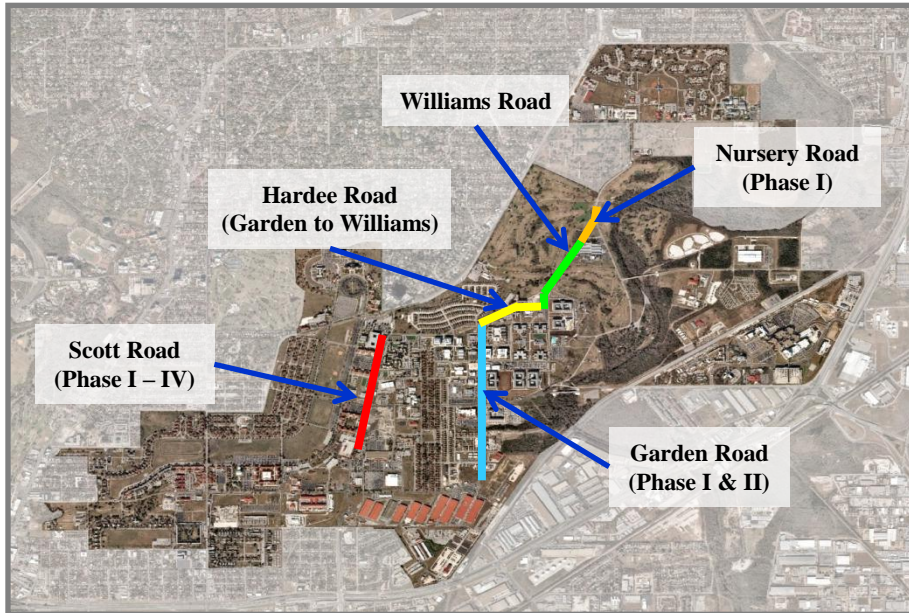 Williams Road
Nursery Road
(Phase I)
Hardee Road
(Garden to Williams)
Scott Road
(Phase I – IV)
Garden Road
(Phase I & II)